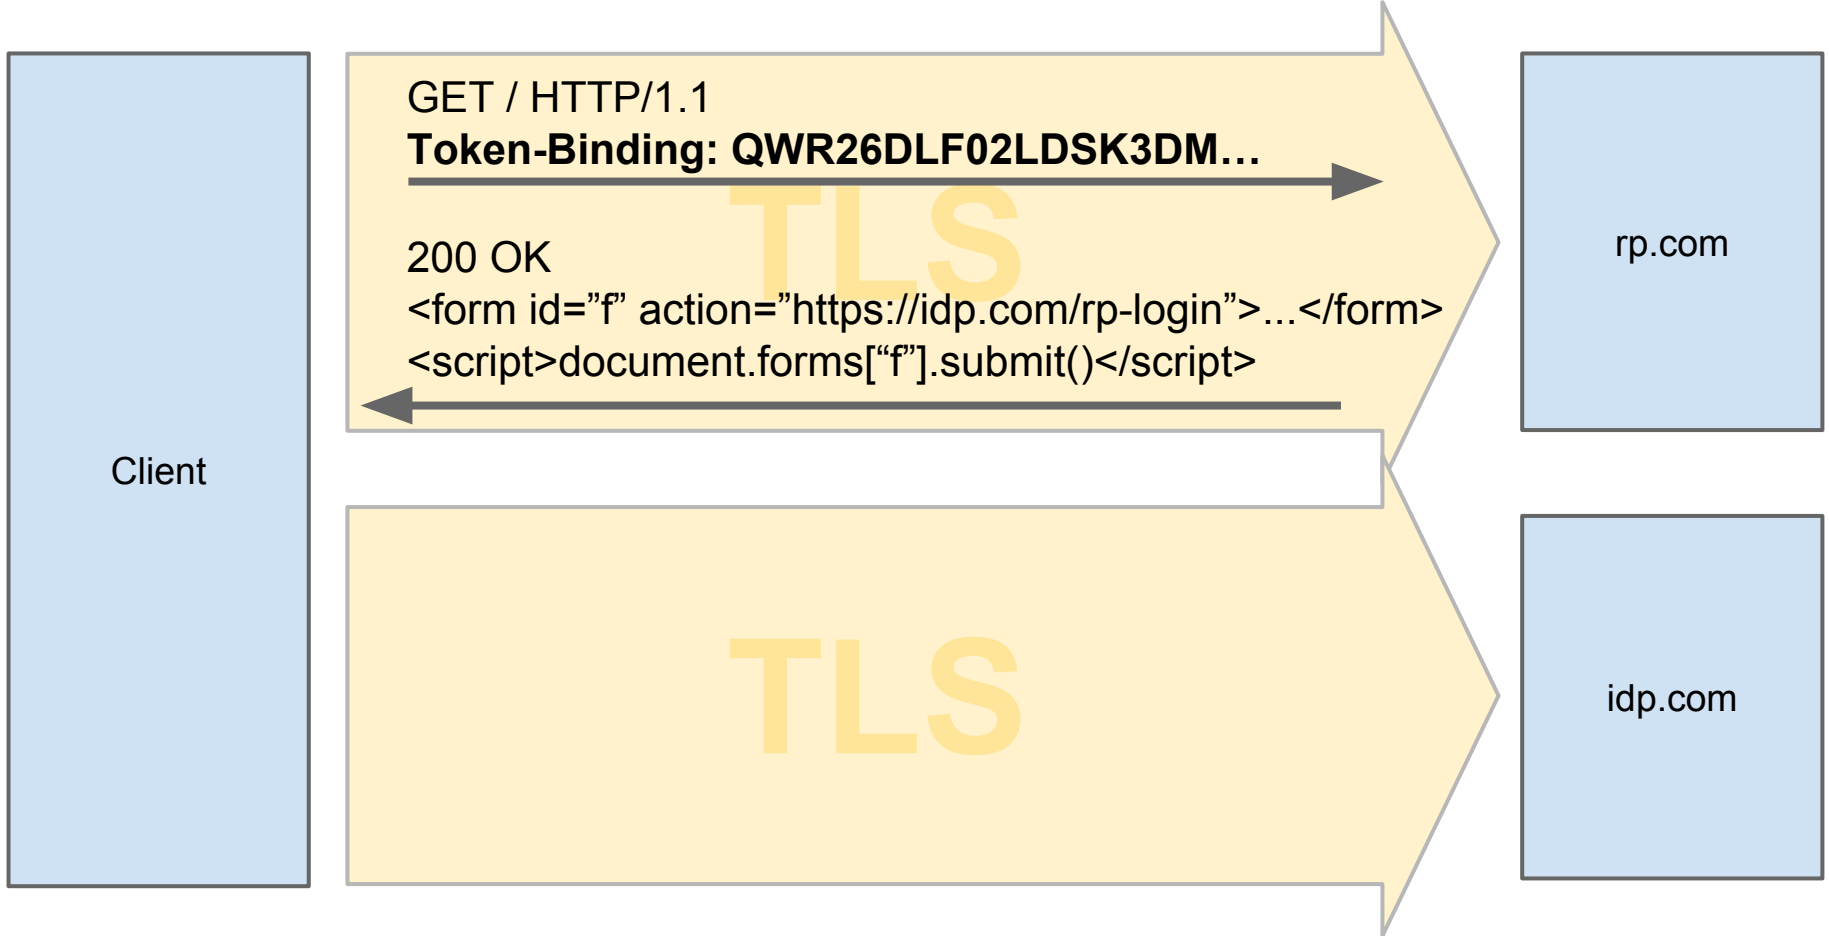 GET / HTTP/1.1
Token-Binding: QWR26DLF02LDSK3DM…
TLS
200 OK
<form id=”f” action=”https://idp.com/rp-login”>...</form>
<script>document.forms[“f”].submit()</script>
rp.com
Client
TLS
idp.com